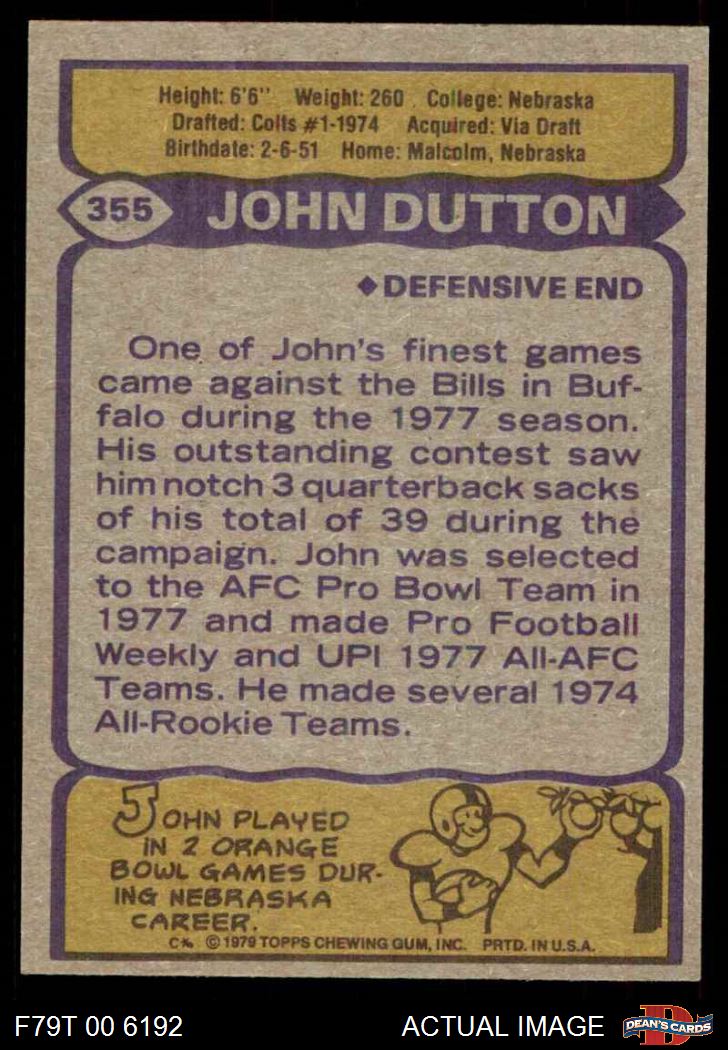 Height: 6'6" Weight: 260 College: Nebraska
Drafted: Colts #1-1974 Acquired: Via Draft
Birthdate: 2-6-51 Home: Malcolm, Nebraska
355 JOHN DUTTON
◆DEFENSIVE END
One of John's finest games
came against the Bills in Buf-
falo during the 1977 season.
His outstanding contest saw
him notch 3 quarterback sacks
of his total of 39 during the
campaign. John was selected
to the AFC Pro Bowl Team in
1977 and made Pro Football
Weekly and UPI 1977 All-AFC
Teams. He made several 1974
All-Rookie Teams.
JOHN PLAYED
IN 2 ORANGE
BOWL GAMES DUR-
ING NEBRASKA
CAREER.
© 1979 TOPPS CHEWING GUM, INC. PRTD. IN U.S.A.
F79T 00 6192 ACTUAL IMAGE D DEAN'S CARDS